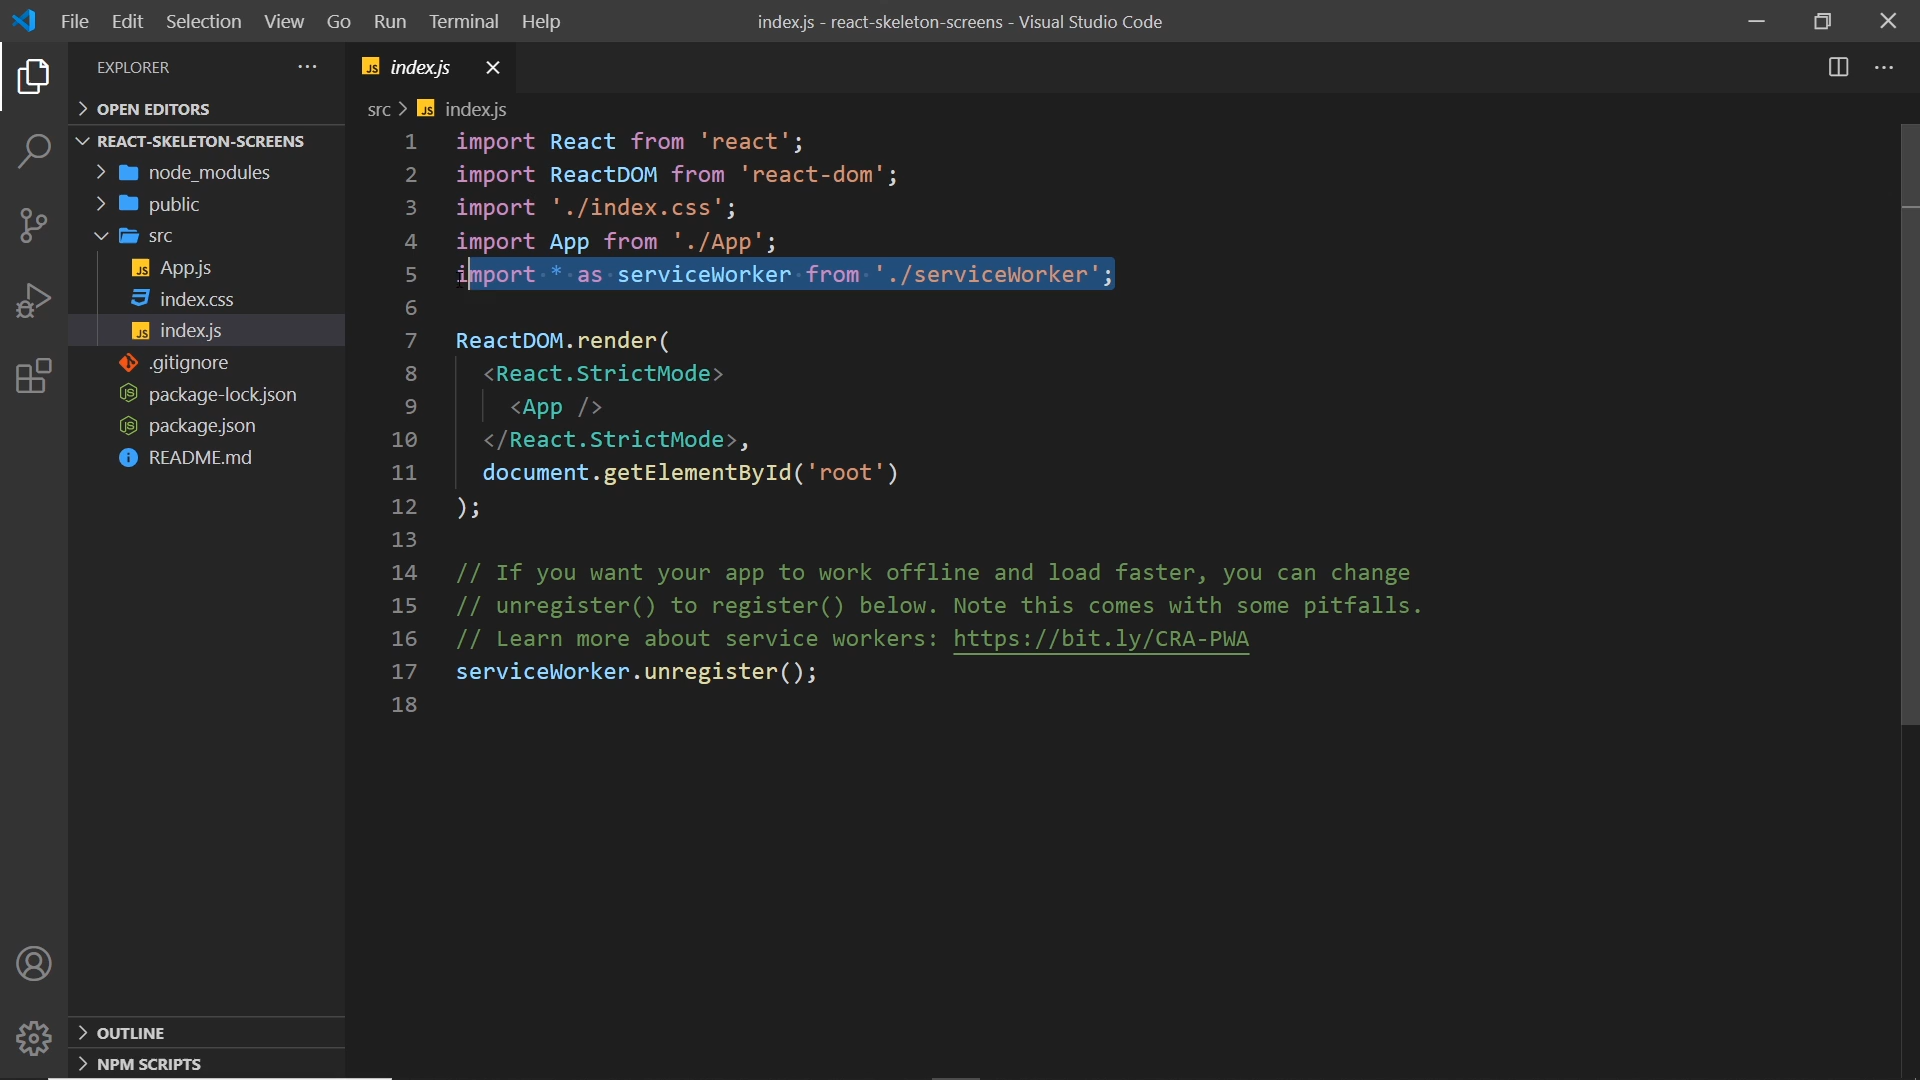 File Edit Selection View Go Run Terminal Help
index.js - react-skeleton-screens - Visual Studio Code
EXPLORER
OPEN EDITORS
REACT-SKELETON-SCREENS
node_modules
public
src
JS App.js
index.css
JS index.js
.gitignore
JS package-lock.json
JS package.json
README.md
OUTLINE
NPM SCRIPTS
JS index.js
src > JS index.js
1 import React from 'react';
2 import ReactDOM from 'react-dom';
3 import './index.css';
4 import App from './App';
5 import * as serviceWorker from './serviceWorker';
6
7 ReactDOM.render(
8 <React.StrictMode>
9 <App />
10 </React.StrictMode>,
11 document.getElementById('root')
12 );
13
14 // If you want your app to work offline and load faster, you can change
15 // unregister() to register() below. Note this comes with some pitfalls.
16 // Learn more about service workers: https://bit.ly/CRA-PWA
17 serviceWorker.unregister();
18